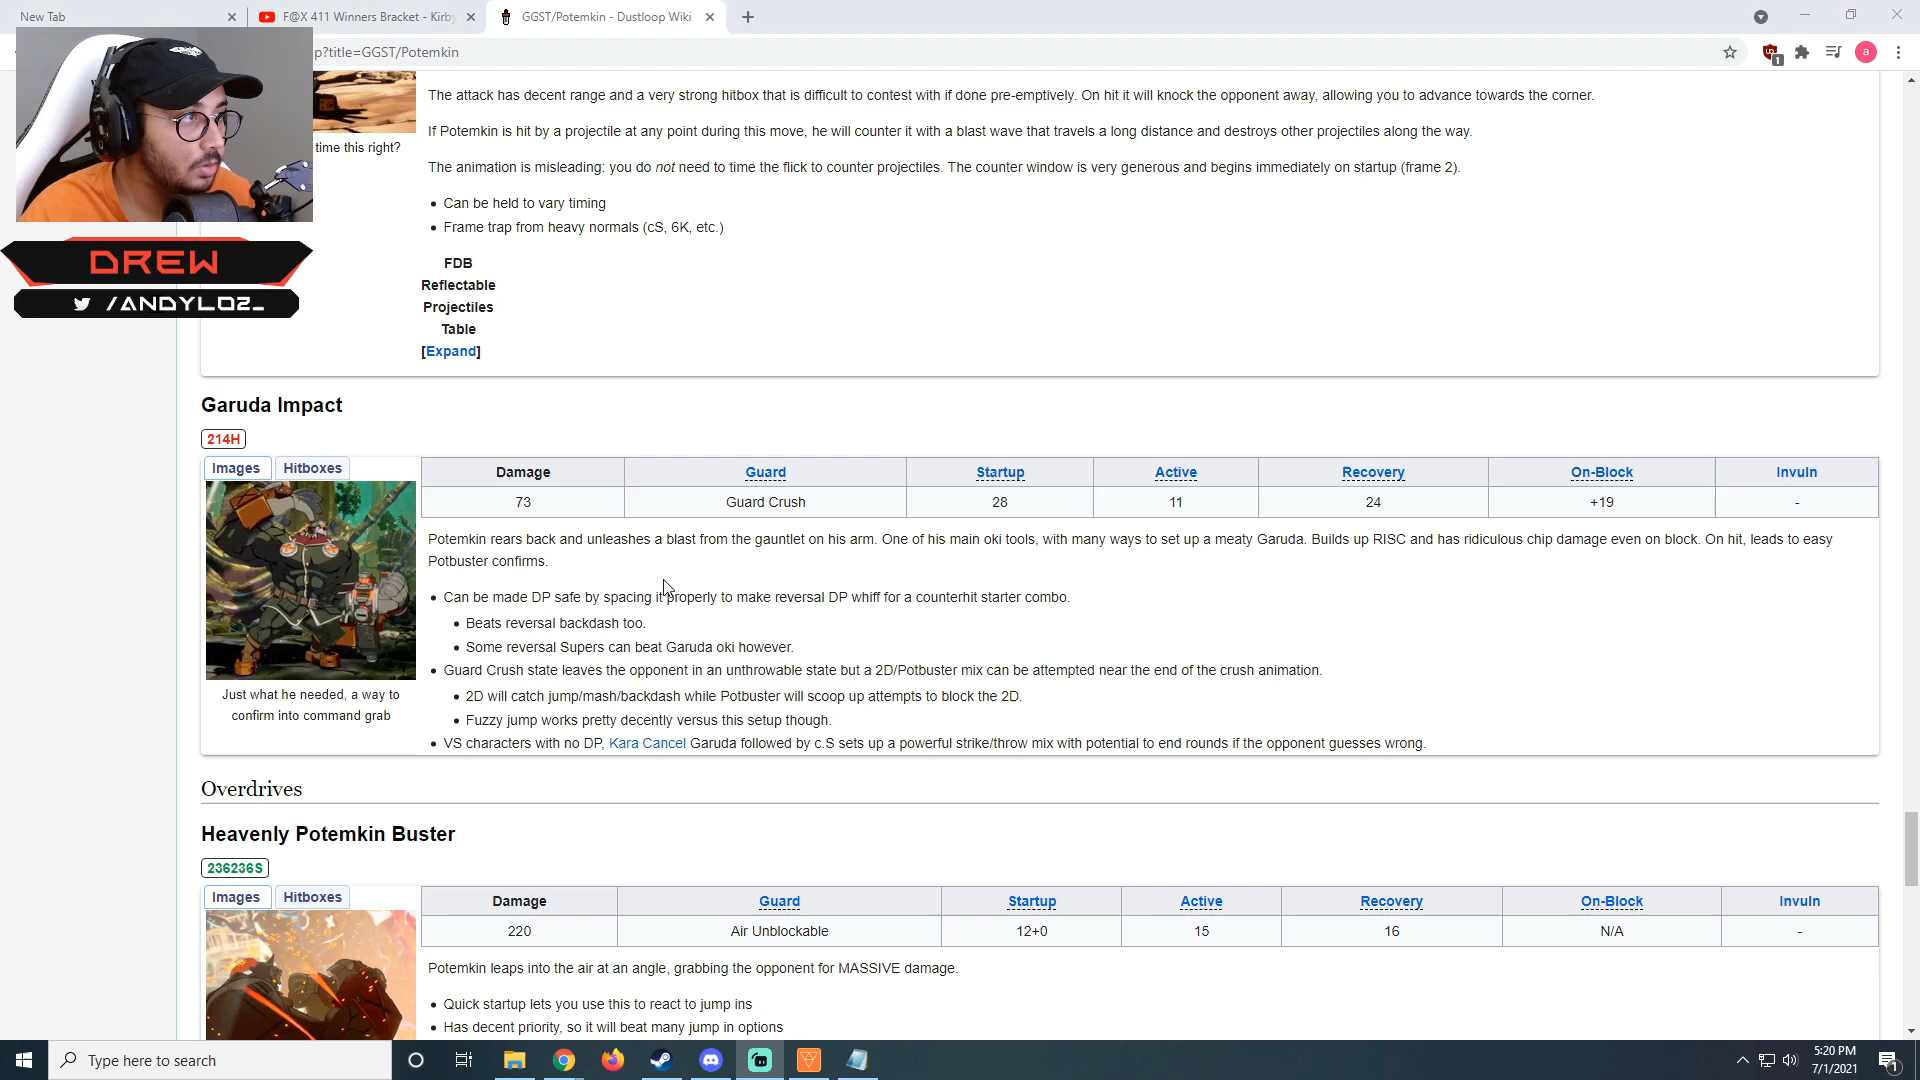 New Tab
F@X 411 Winners Bracket - Kirby
GGST/Potemkin - Dustloop Wiki
p?title=GGST/Potemkin
1
a
The attack has decent range and a very strong hitbox that is difficult to contest with if done pre-emptively. On hit it will knock the opponent away, allowing you to advance towards the corner.
If Potemkin is hit by a projectile at any point during this move, he will counter it with a blast wave that travels a long distance and destroys other projectiles along the way.
time this right?
The animation is misleading: you do not need to time the flick to counter projectiles. The counter window is very generous and begins immediately on startup (frame 2).
• Can be held to vary timing
• Frame trap from heavy normals (cS, 6K, etc.)
DREW
/ANDYLOZ_
FDB
Reflectable
Projectiles
Table
[Expand]
Garuda Impact
214H
Images Hitboxes
Damage Guard Startup Active Recovery On-Block Invuln
73 Guard Crush 28 11 24 +19 -
Potemkin rears back and unleashes a blast from the gauntlet on his arm. One of his main oki tools, with many ways to set up a meaty Garuda. Builds up RISC and has ridiculous chip damage even on block. On hit, leads to easy
Potbuster confirms.
• Can be made DP safe by spacing it properly to make reversal DP whiff for a counterhit starter combo.
• Beats reversal backdash too.
• Some reversal Supers can beat Garuda oki however.
• Guard Crush state leaves the opponent in an unthrowable state but a 2D/Potbuster mix can be attempted near the end of the crush animation.
• 2D will catch jump/mash/backdash while Potbuster will scoop up attempts to block the 2D.
• Fuzzy jump works pretty decently versus this setup though.
• VS characters with no DP, Kara Cancel Garuda followed by c.S sets up a powerful strike/throw mix with potential to end rounds if the opponent guesses wrong.
Just what he needed, a way to
confirm into command grab
Overdrives
Heavenly Potemkin Buster
236236S
Images Hitboxes
Damage Guard Startup Active Recovery On-Block Invuln
220 Air Unblockable 12+0 15 16 N/A -
Potemkin leaps into the air at an angle, grabbing the opponent for MASSIVE damage.
• Quick startup lets you use this to react to jump ins
• Has decent priority, so it will beat many jump in options
Type here to search
5:20 PM
7/1/2021
1